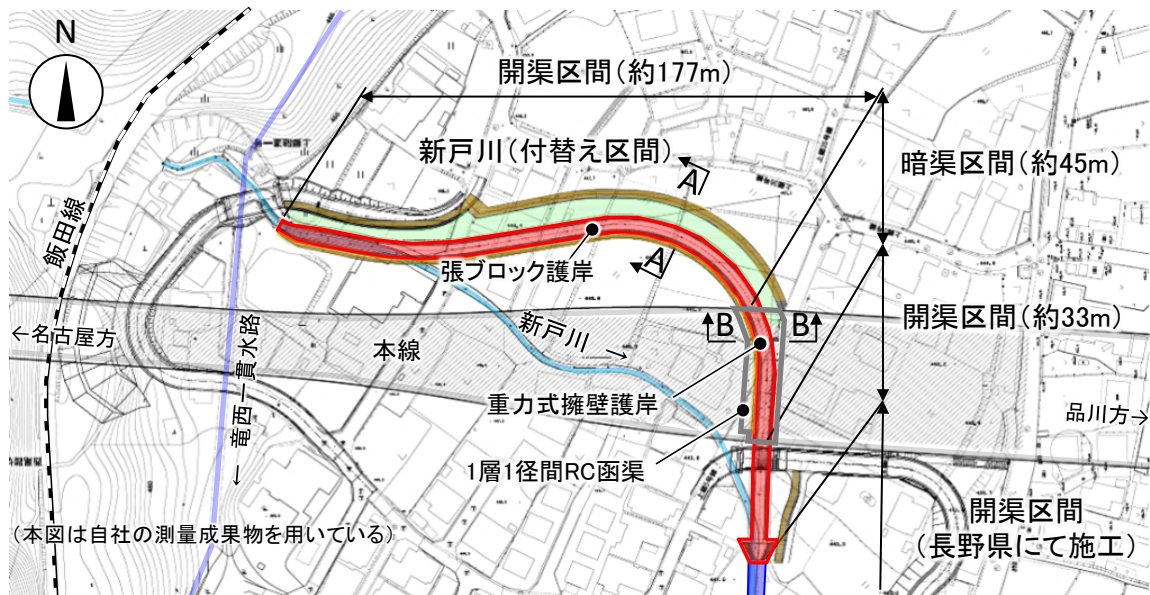 N
開渠区間（約177m）
新戸川（付替え区間）
A
暗渠区間（約45m）
飯田線
A
張ブロック護岸
開渠区間（約33m）
B
B
←名古屋方
新戸川 →
本線
← 竜西一貫水路
重力式擁壁護岸
品川方→
1層1径間RC函渠
開渠区間
（長野県にて施工）
（本図は自社の測量成果物を用いている）